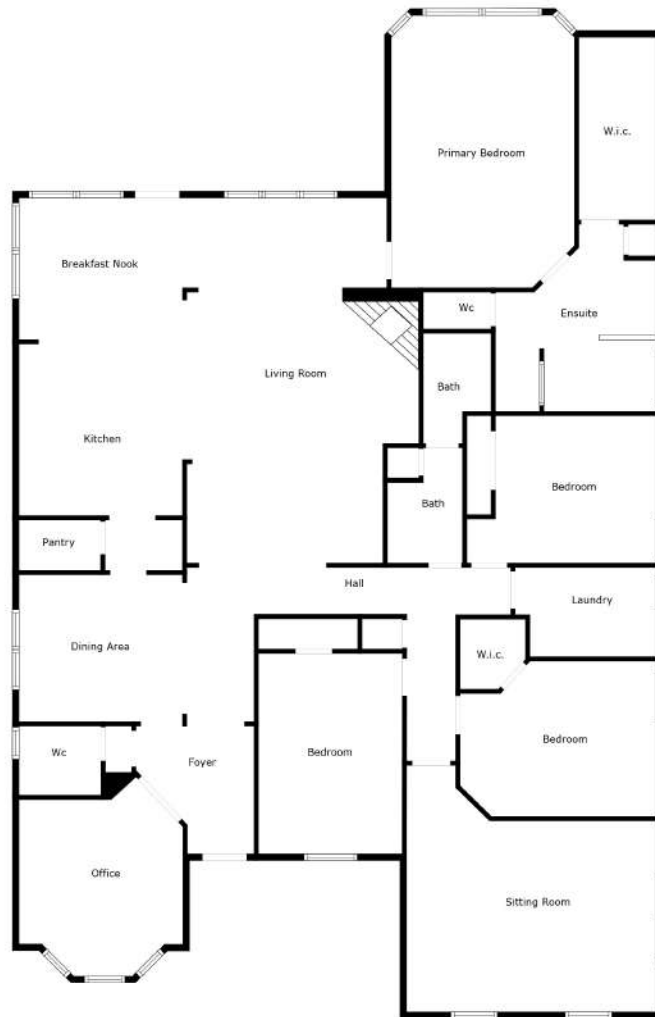 W.i.c.
Primary Bedroom
Breakfast Nook
Wc
Ensuite
Living Room
Bath
Kitchen
Bedroom
Bath
Pantry
Hall
Laundry
Dining Area
W.i.c.
Bedroom
Wc
Bedroom
Foyer
Office
Sitting Room